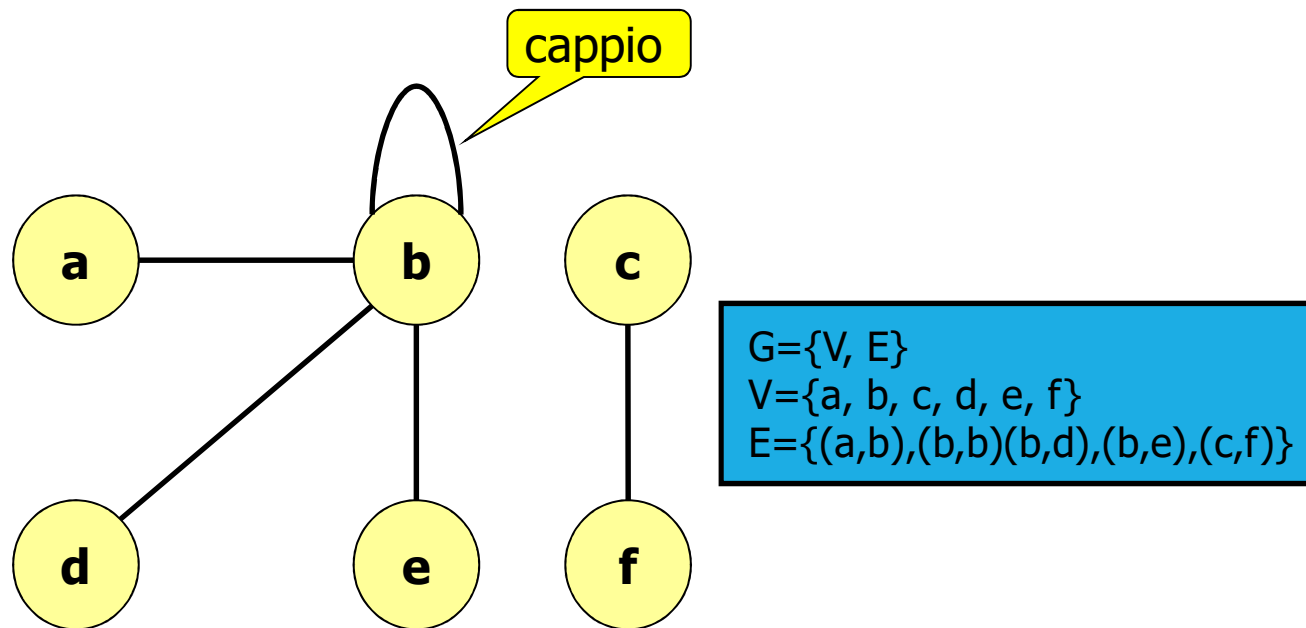 cappio
a
b
c
G={V, E}
V={a, b, c, d, e, f}
E={(a,b),(b,b)(b,d),(b,e),(c,f)}
d
e
f